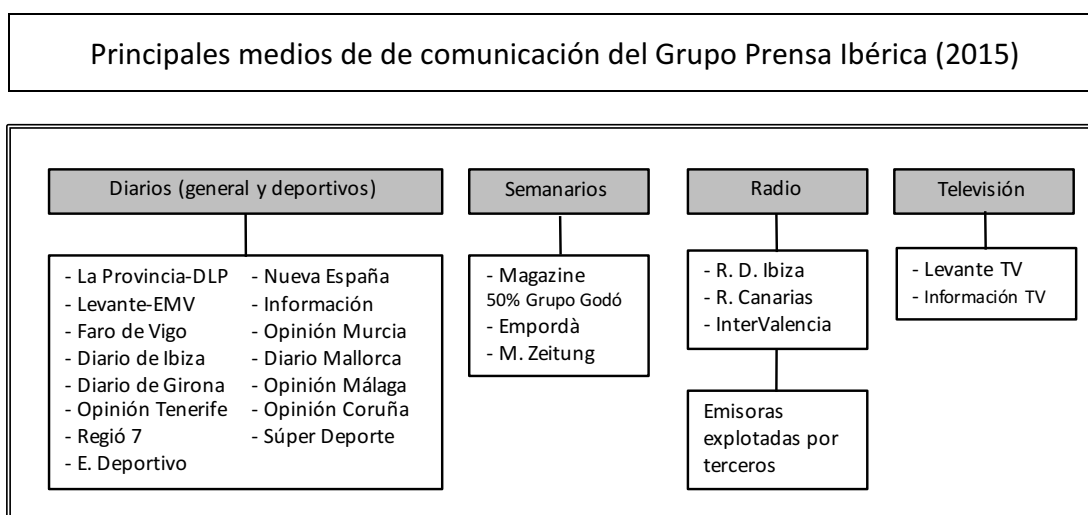 Principales medios de de comunicación del Grupo Prensa Ibérica (2015)
Diarios (general y deportivos)
- La Provincia-DLP
- Levante-EMV
- Faro de Vigo
- Diario de Ibiza
- Diario de Girona
- Opinión Tenerife
- Regió 7
- E. Deportivo
- Nueva España
- Información
- Opinión Murcia
- Diario Mallorca
- Opinión Málaga
- Opinión Coruña
- Súper Deporte
Semanarios
- Magazine
50% Grupo Godó
- Empordà
- M. Zeitung
Radio
- R. D. Ibiza
- R. Canarias
- InterValencia
Emisoras
explotadas por
terceros
Televisión
- Levante TV
- Información TV